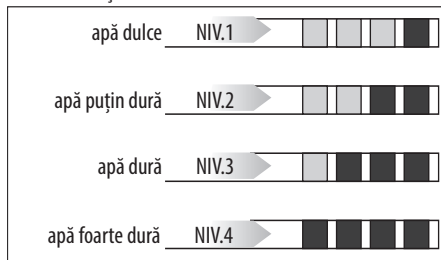 apă dulce NIV.1
apă puțin dură NIV.2
apă dură NIV.3
apă foarte dură NIV.4